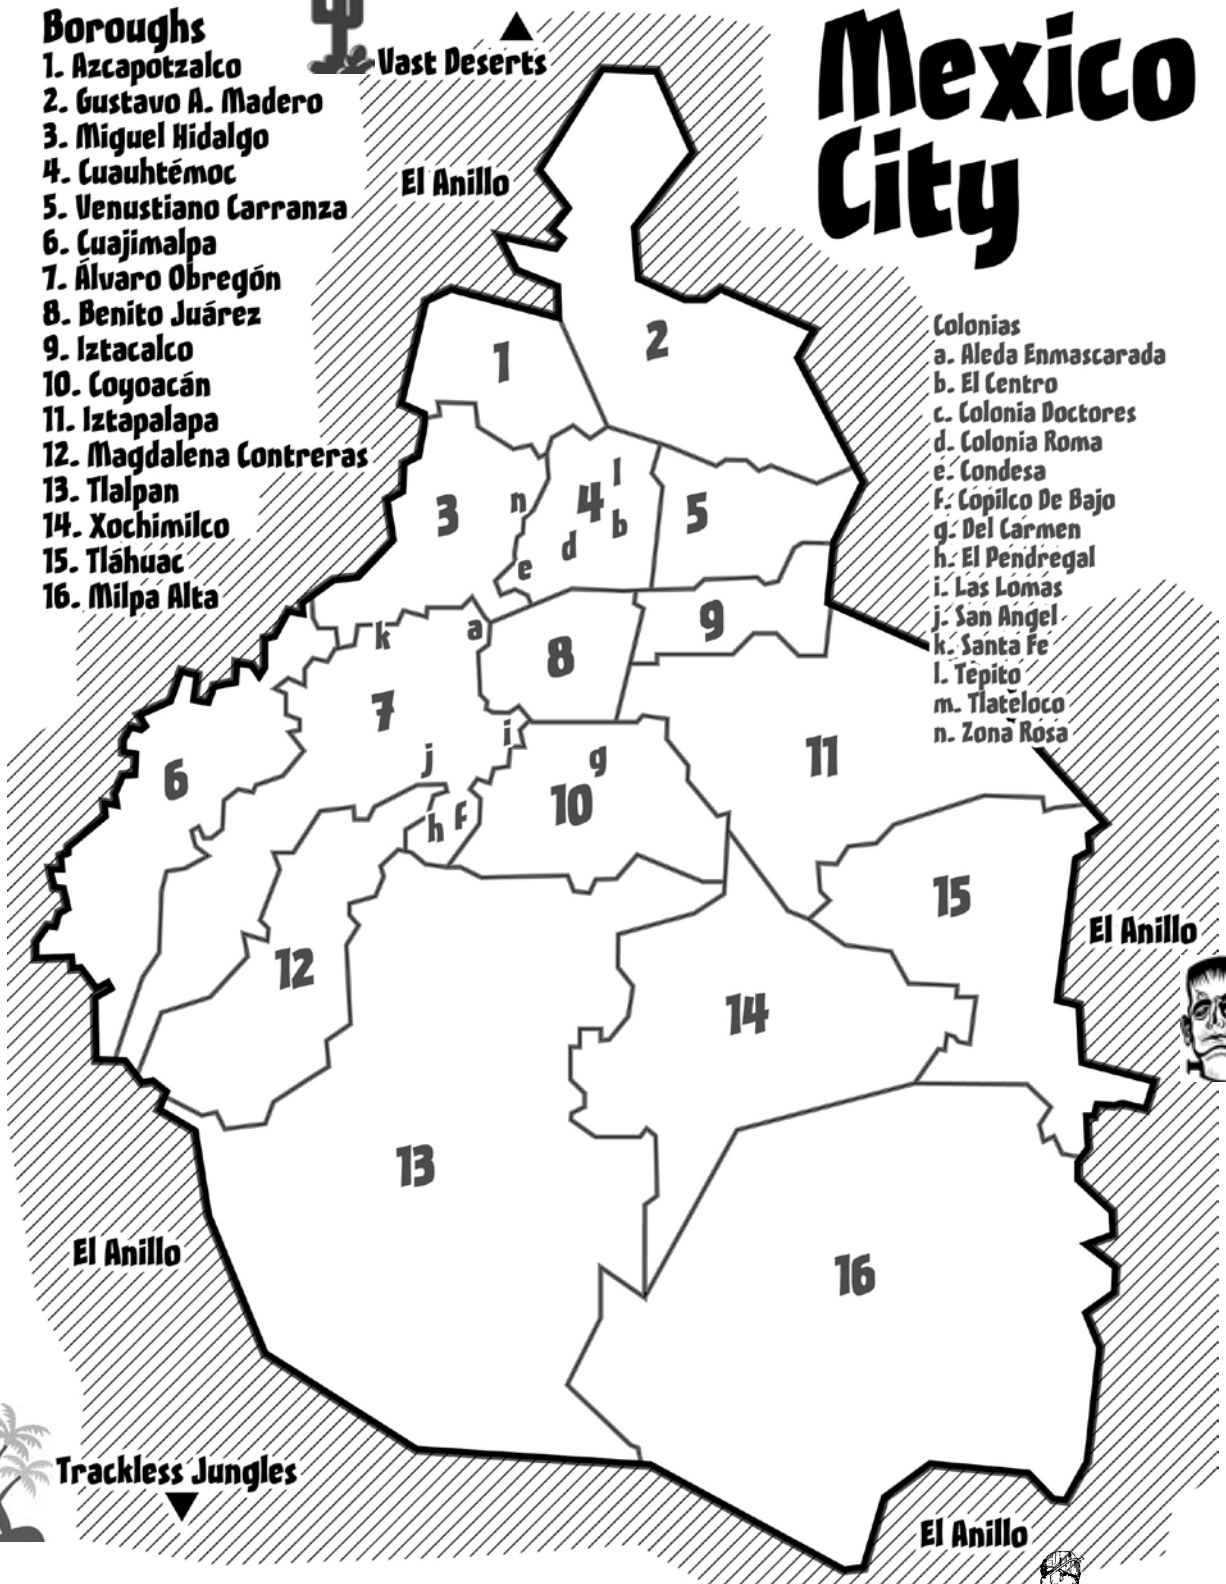 Boroughs
1. Azcapotzalco
2. Gustavo A. Madero
3. Miguel Hidalgo
4. Cuauhtémoc
5. Venustiano Carranza
6. Cuajimalpa
7. Álvaro Obregón
8. Benito Juárez
9. Iztacalco
10. Coyoacán
11. Iztapalapa
12. Magdalena Contreras
13. Tlalpan
14. Xochimilco
15. Tláhuac
16. Milpa Alta
Vast Deserts
Mexico
City
El Anillo
Colonias
a. Aleda Enmascarada
b. El Centro
c. Colonia Doctores
d. Colonia Roma
e. Condesa
f. Copilco De Bajo
g. Del Carmen
h. El Pendregal
i. Las Lomas
j. San Angel
k. Santa Fe
l. Tepito
m. Tlateloco
n. Zona Rosa
1
2
3
n
4
l
b
d
e
5
k
a
8
9
7
j
i
g
6
10
h
f
11
12
15
14
13
16
El Anillo
El Anillo
Trackless Jungles
El Anillo